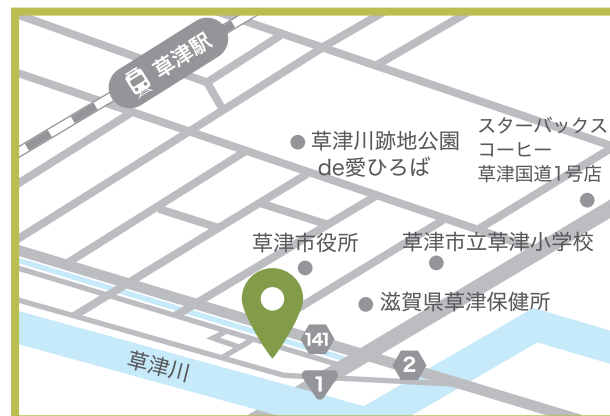 草津駅
草津川跡地公園
de愛ひろば
スターバックス
コーヒー
草津国道1号店
草津市役所
草津市立草津小学校
滋賀県草津保健所
141
2
1
草津川